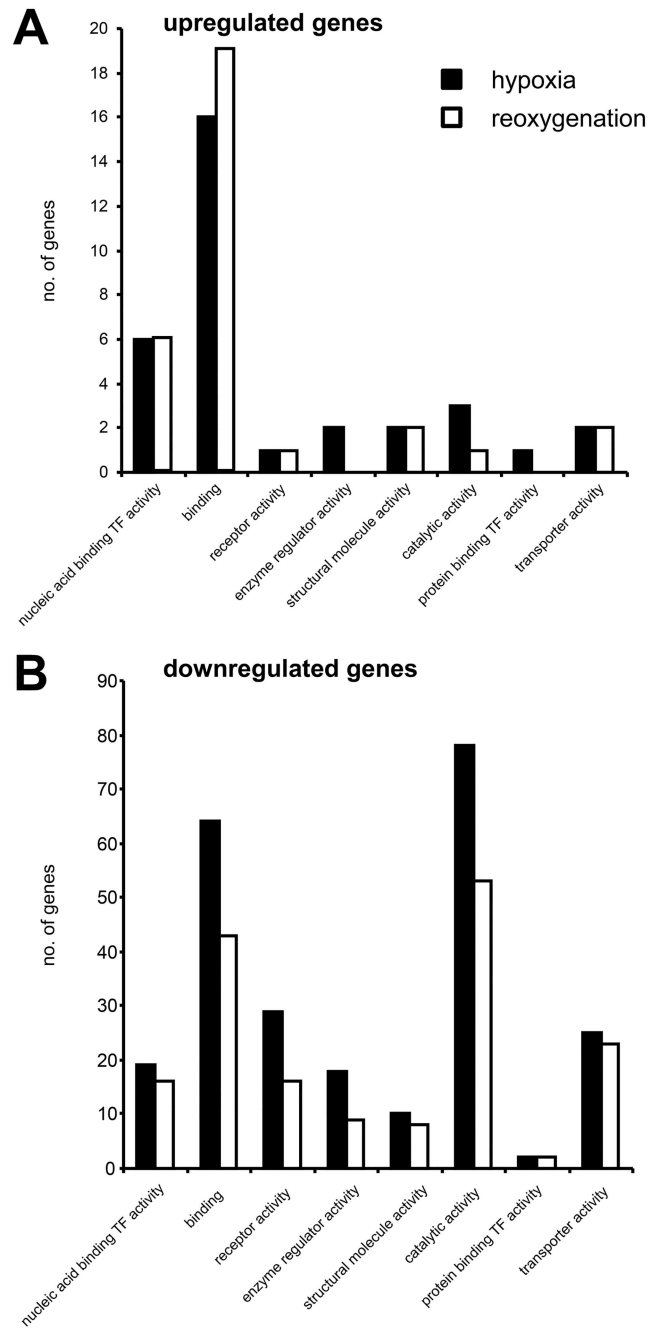 A
upregulated genes
20
18
16
14
12
10
8
6
4
2
0
no. of genes
hypoxia
reoxygenation
nucleic acid binding TF activity
binding
receptor activity
enzyme regulator activity
structural molecule activity
catalytic activity
protein binding TF activity
transporter activity
B
downregulated genes
90
80
70
60
50
40
30
20
10
0
no. of genes
nucleic acid binding TF activity
binding
receptor activity
enzyme regulator activity
structural molecule activity
catalytic activity
protein binding TF activity
transporter activity